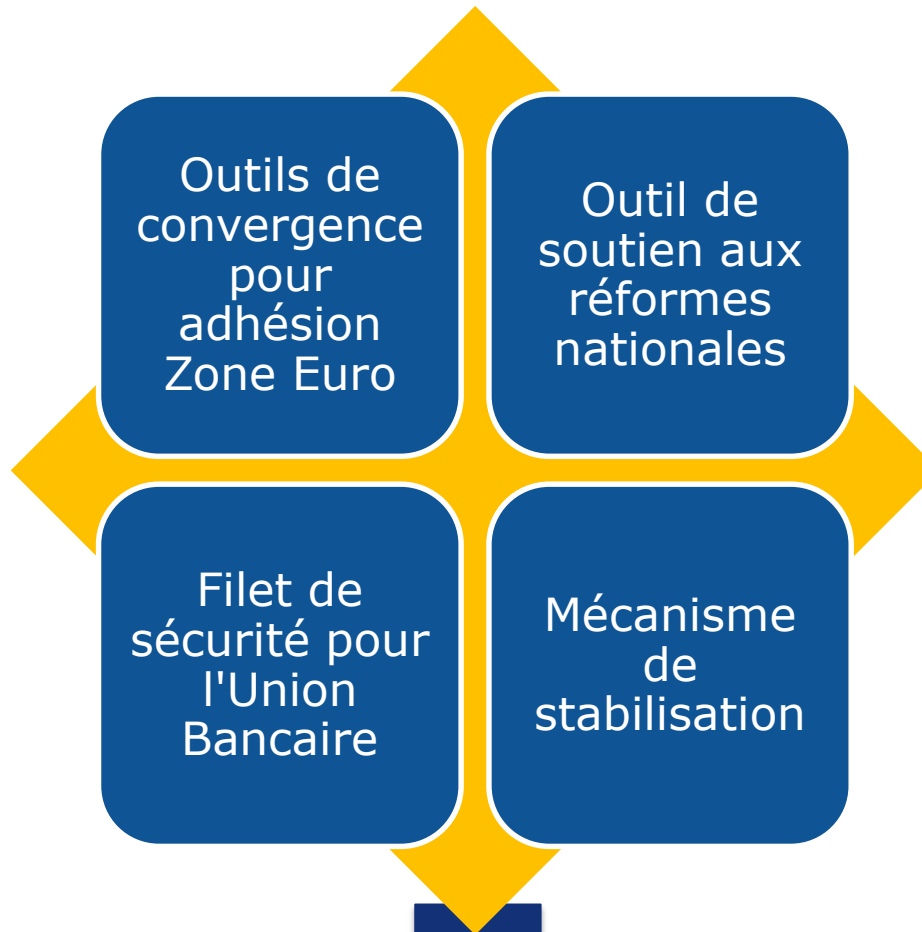 Outils de
convergence
pour
adhésion
Zone Euro
Outil de
soutien aux
réformes
nationales
Filet de
sécurité pour
l'Union
Bancaire
Mécanisme
de
stabilisation